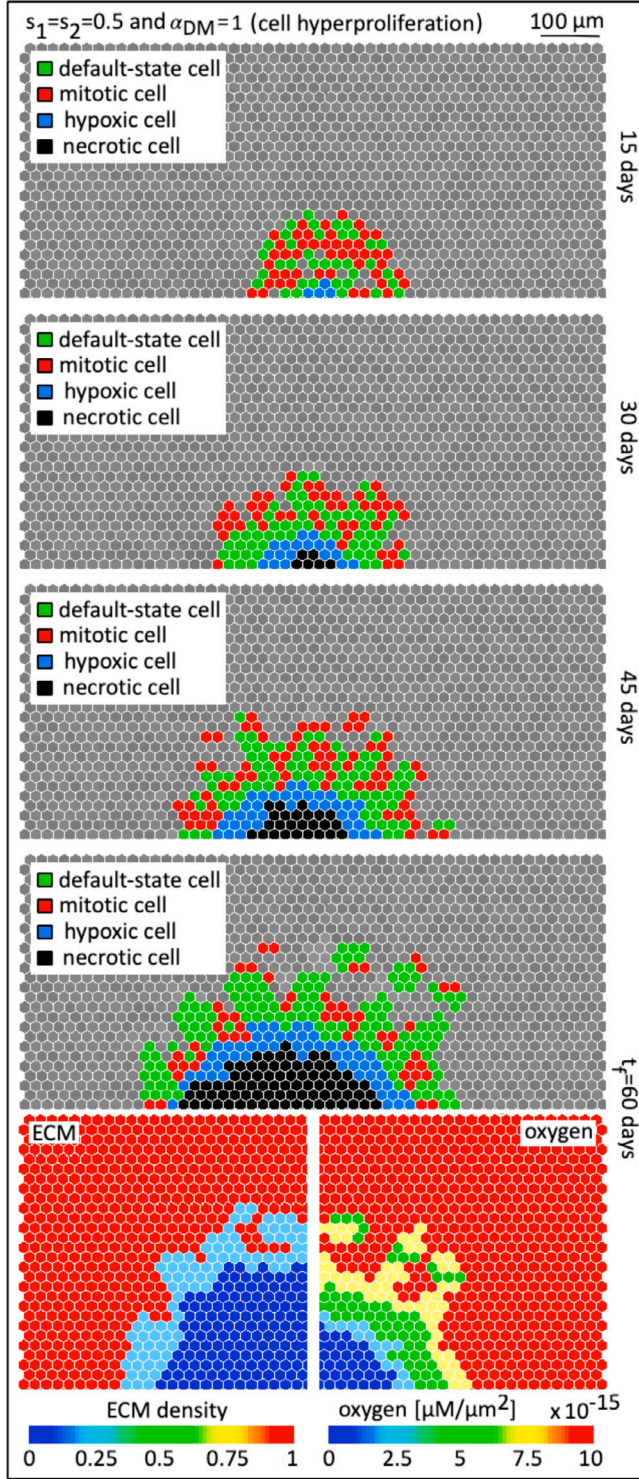 s1=s2=0.5 and αDM=1 (cell hyperproliferation)
100 μm
default-state cell
mitotic cell
hypoxic cell
necrotic cell
15 days
default-state cell
mitotic cell
hypoxic cell
necrotic cell
30 days
default-state cell
mitotic cell
hypoxic cell
necrotic cell
45 days
default-state cell
mitotic cell
hypoxic cell
necrotic cell
tf=60 days
ECM
oxygen
ECM density
0 0.25 0.5 0.75 1
oxygen [μM/μm²] x 10⁻¹⁵
0 2.5 5 7.5 10